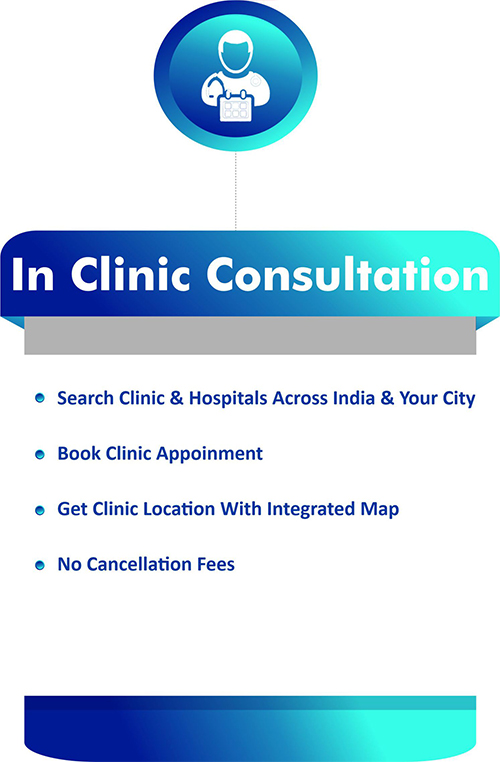 In Clinic Consultation
Search Clinic & Hospitals Across India & Your City
Book Clinic Appoinment
Get Clinic Location With Integrated Map
No Cancellation Fees